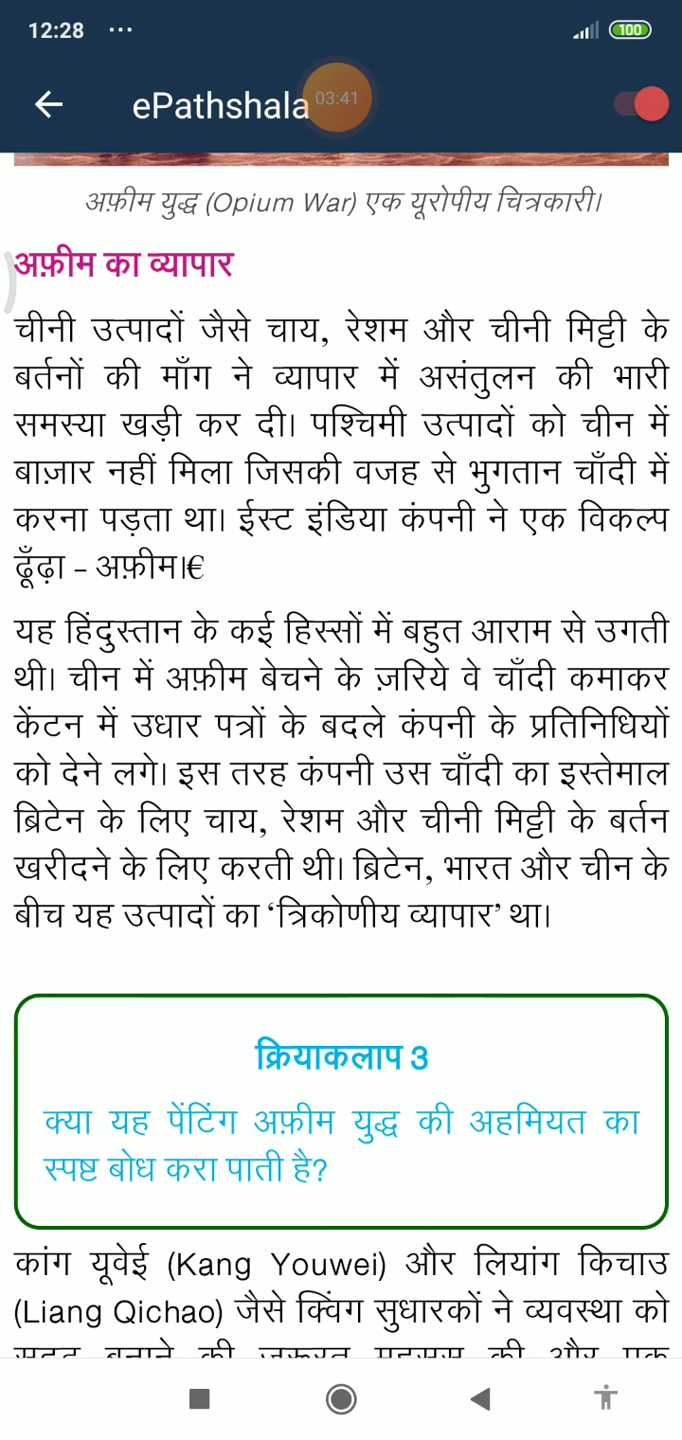 12:28 ... 100
ePathshala 03:41
अफ़ीम युद्ध (Opium War) एक यूरोपीय चित्रकारी।
अफ़ीम का व्यापार
चीनी उत्पादों जैसे चाय, रेशम और चीनी मिट्टी के
बर्तनों की माँग ने व्यापार में असंतुलन की भारी
समस्या खड़ी कर दी। पश्चिमी उत्पादों को चीन में
बाज़ार नहीं मिला जिसकी वजह से भुगतान चाँदी में
करना पड़ता था। ईस्ट इंडिया कंपनी ने एक विकल्प
ढूँढ़ा – अफ़ीम।€
यह हिंदुस्तान के कई हिस्सों में बहुत आराम से उगती
थी। चीन में अफ़ीम बेचने के ज़रिये वे चाँदी कमाकर
केंटन में उधार पत्रों के बदले कंपनी के प्रतिनिधियों
को देने लगे। इस तरह कंपनी उस चाँदी का इस्तेमाल
ब्रिटेन के लिए चाय, रेशम और चीनी मिट्टी के बर्तन
खरीदने के लिए करती थी। ब्रिटेन, भारत और चीन के
बीच यह उत्पादों का ‘त्रिकोणीय व्यापार’ था।
क्रियाकलाप 3
क्या यह पेंटिंग अफ़ीम युद्ध की अहमियत का
स्पष्ट बोध करा पाती है?
कांग यूवेई (Kang Youwei) और लियांग किचाउ
(Liang Qichao) जैसे क्विंग सुधारकों ने व्यवस्था को